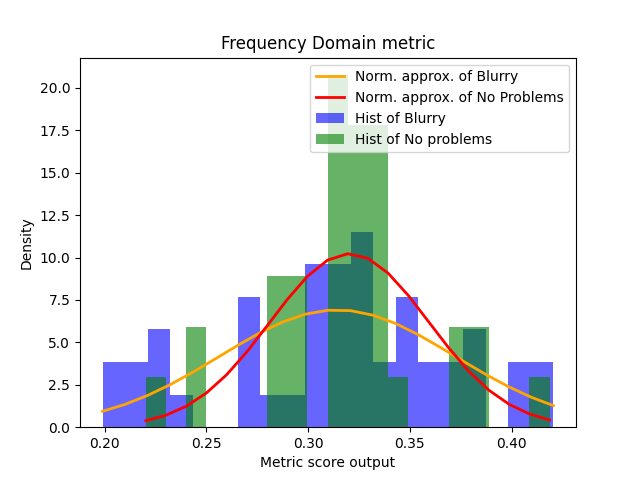 Frequency Domain metric
Norm. approx. of Blurry
Norm. approx. of No Problems
Hist of Blurry
Hist of No problems
20.0
17.5
15.0
12.5
10.0
7.5
5.0
2.5
0.0
Density
0.20 0.25 0.30 0.35 0.40
Metric score output